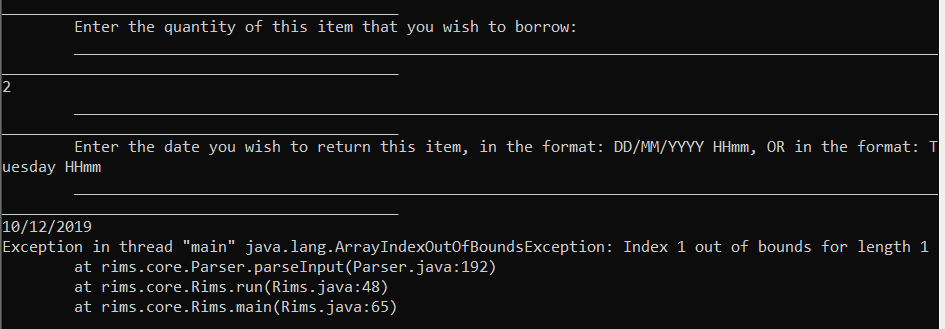 Enter the quantity of this item that you wish to borrow:
2
Enter the date you wish to return this item, in the format: DD/MM/YYYY HHmm, OR in the format: T
uesday HHmm
10/12/2019
Exception in thread "main" java.lang.ArrayIndexOutOfBoundsException: Index 1 out of bounds for length 1
at rims.core.Parser.parseInput(Parser.java:192)
at rims.core.Rims.run(Rims.java:48)
at rims.core.Rims.main(Rims.java:65)